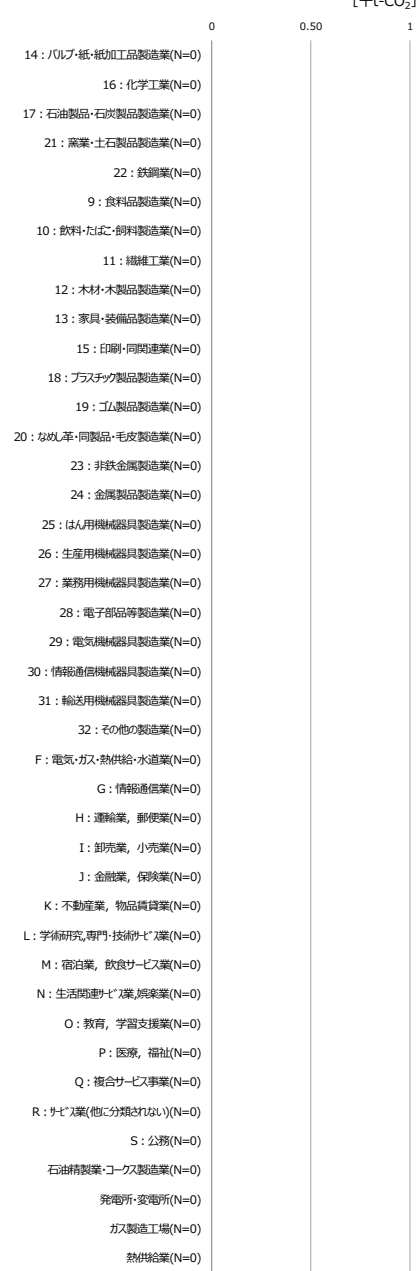 [千t-CO₂]
0 0.50 1
14：パルプ・紙・紙加工品製造業(N=0)
16：化学工業(N=0)
17：石油製品・石炭製品製造業(N=0)
21：窯業・土石製品製造業(N=0)
22：鉄鋼業(N=0)
9：食料品製造業(N=0)
10：飲料・たばこ・飼料製造業(N=0)
11：繊維工業(N=0)
12：木材・木製品製造業(N=0)
13：家具・装備品製造業(N=0)
15：印刷・同関連業(N=0)
18：プラスチック製品製造業(N=0)
19：ゴム製品製造業(N=0)
20：なめし革・同製品・毛皮製造業(N=0)
23：非鉄金属製造業(N=0)
24：金属製品製造業(N=0)
25：はん用機械器具製造業(N=0)
26：生産用機械器具製造業(N=0)
27：業務用機械器具製造業(N=0)
28：電子部品等製造業(N=0)
29：電気機械器具製造業(N=0)
30：情報通信機械器具製造業(N=0)
31：輸送用機械器具製造業(N=0)
32：その他の製造業(N=0)
F：電気・ガス・熱供給・水道業(N=0)
G：情報通信業(N=0)
H：運輸業，郵便業(N=0)
I：卸売業，小売業(N=0)
J：金融業，保険業(N=0)
K：不動産業，物品賃貸業(N=0)
L：学術研究,専門・技術ｻｰﾋﾞｽ業(N=0)
M：宿泊業，飲食サービス業(N=0)
N：生活関連ｻｰﾋﾞｽ業,娯楽業(N=0)
O：教育，学習支援業(N=0)
P：医療，福祉(N=0)
Q：複合サービス事業(N=0)
R：ｻｰﾋﾞｽ業(他に分類されない)(N=0)
S：公務(N=0)
石油精製業・コークス製造業(N=0)
発電所・変電所(N=0)
ガス製造工場(N=0)
熱供給業(N=0)